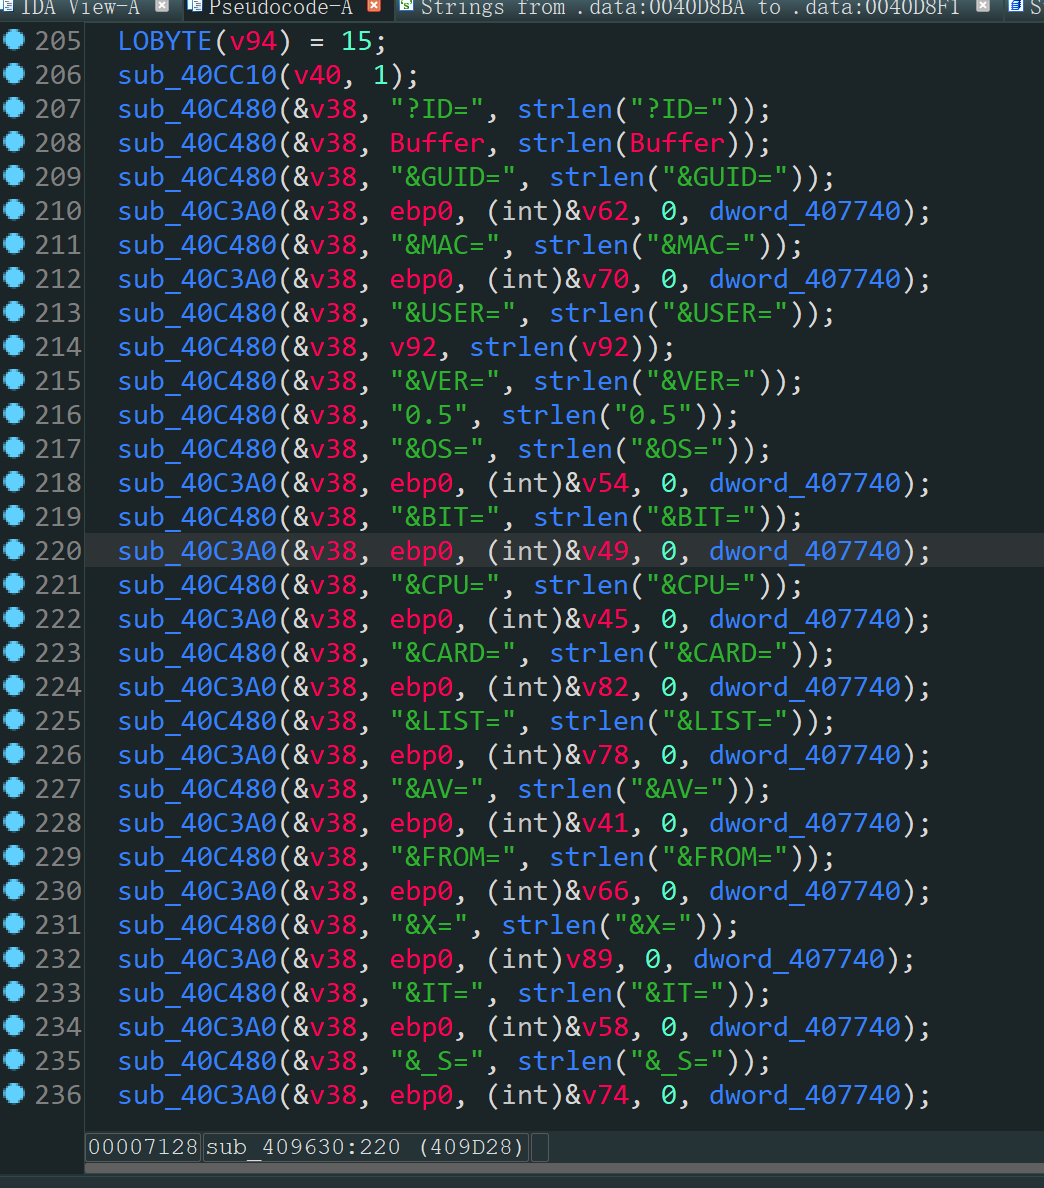 IDA View-A Pseudocode-A Strings from .data:0040D8BA to .data:0040D8F1
205 LOBYTE(v94) = 15;
206 sub_40CC10(v40, 1);
207 sub_40C480(&v38, "?ID=", strlen("?ID="));
208 sub_40C480(&v38, Buffer, strlen(Buffer));
209 sub_40C480(&v38, "&GUID=", strlen("&GUID="));
210 sub_40C3A0(&v38, ebp0, (int)&v62, 0, dword_407740);
211 sub_40C480(&v38, "&MAC=", strlen("&MAC="));
212 sub_40C3A0(&v38, ebp0, (int)&v70, 0, dword_407740);
213 sub_40C480(&v38, "&USER=", strlen("&USER="));
214 sub_40C480(&v38, v92, strlen(v92));
215 sub_40C480(&v38, "&VER=", strlen("&VER="));
216 sub_40C480(&v38, "0.5", strlen("0.5"));
217 sub_40C480(&v38, "&OS=", strlen("&OS="));
218 sub_40C3A0(&v38, ebp0, (int)&v54, 0, dword_407740);
219 sub_40C480(&v38, "&BIT=", strlen("&BIT="));
220 sub_40C3A0(&v38, ebp0, (int)&v49, 0, dword_407740);
221 sub_40C480(&v38, "&CPU=", strlen("&CPU="));
222 sub_40C3A0(&v38, ebp0, (int)&v45, 0, dword_407740);
223 sub_40C480(&v38, "&CARD=", strlen("&CARD="));
224 sub_40C3A0(&v38, ebp0, (int)&v82, 0, dword_407740);
225 sub_40C480(&v38, "&LIST=", strlen("&LIST="));
226 sub_40C3A0(&v38, ebp0, (int)&v78, 0, dword_407740);
227 sub_40C480(&v38, "&AV=", strlen("&AV="));
228 sub_40C3A0(&v38, ebp0, (int)&v41, 0, dword_407740);
229 sub_40C480(&v38, "&FROM=", strlen("&FROM="));
230 sub_40C3A0(&v38, ebp0, (int)&v66, 0, dword_407740);
231 sub_40C480(&v38, "&X=", strlen("&X="));
232 sub_40C3A0(&v38, ebp0, (int)v89, 0, dword_407740);
233 sub_40C480(&v38, "&IT=", strlen("&IT="));
234 sub_40C3A0(&v38, ebp0, (int)&v58, 0, dword_407740);
235 sub_40C480(&v38, "&_S=", strlen("&_S="));
236 sub_40C3A0(&v38, ebp0, (int)&v74, 0, dword_407740);
00007128 sub_409630:220 (409D28)